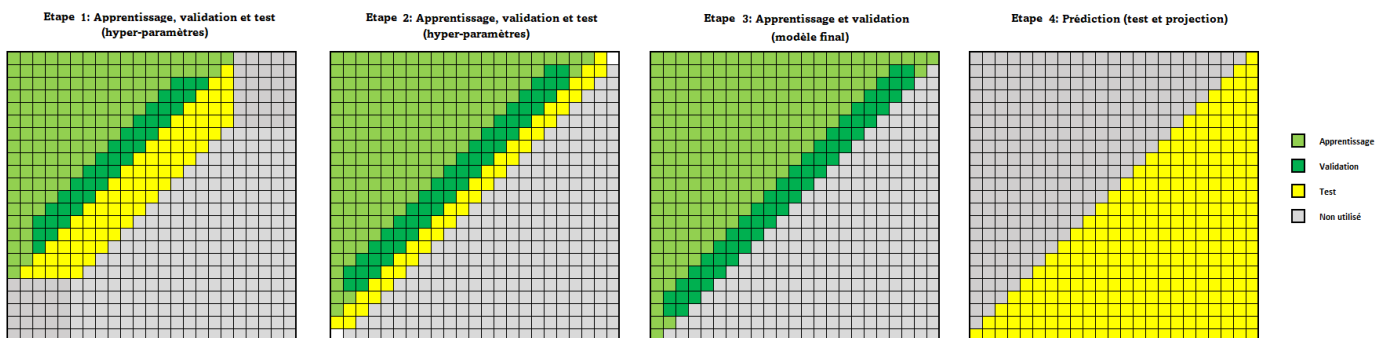 Etape 1: Apprentissage, validation et test
(hyper-paramètres)
Etape 2: Apprentissage, validation et test
(hyper-paramètres)
Etape 3: Apprentissage et validation
(modèle final)
Etape 4: Prédiction (test et projection)
Apprentissage
Validation
Test
Non utilisé